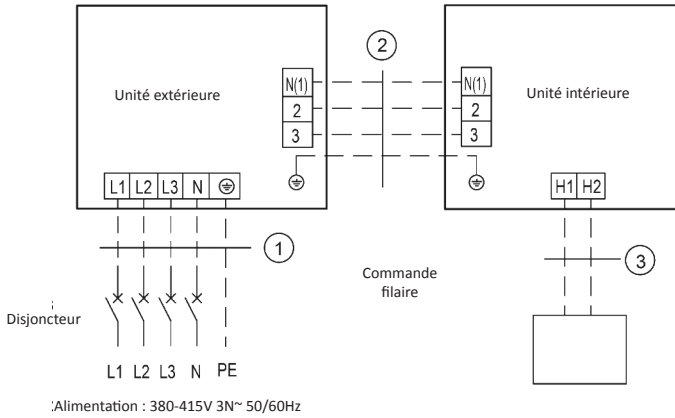 2
N(1)
2
3
N(1)
2
3
Unité extérieure
Unité intérieure
L1 L2 L3 N
H1 H2
1
3
Commande
filaire
Disjoncteur
L1 L2 L3 N PE
Alimentation : 380-415V 3N~ 50/60Hz